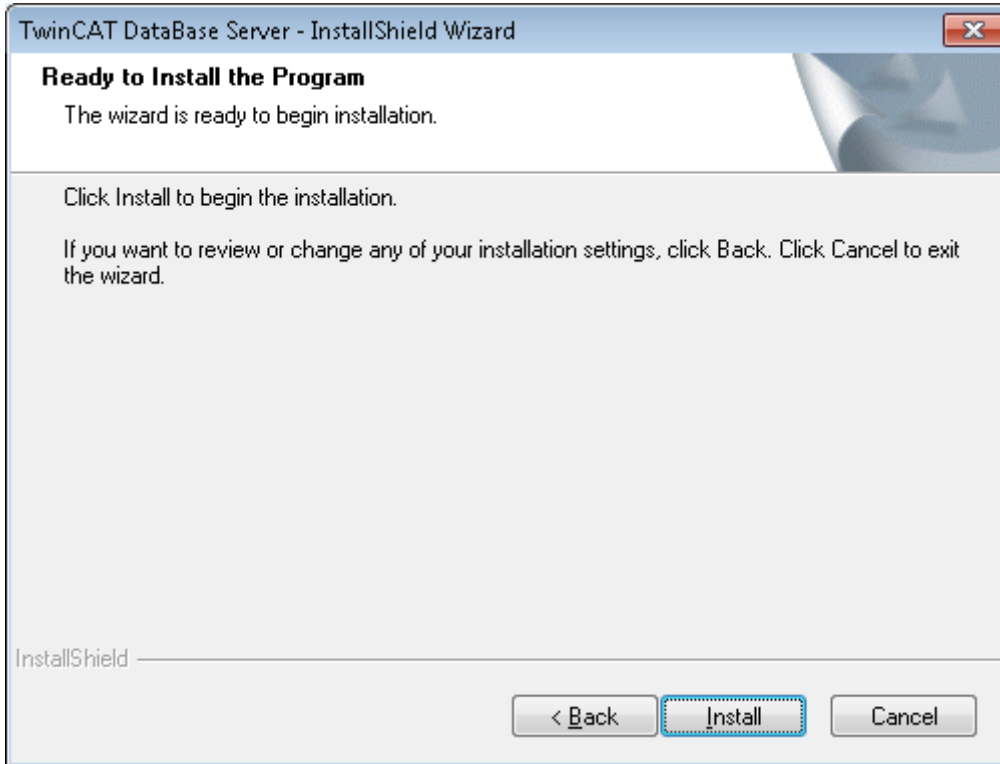 TwinCAT DataBase Server - InstallShield Wizard
Ready to Install the Program
The wizard is ready to begin installation.
Click Install to begin the installation.
If you want to review or change any of your installation settings, click Back. Click Cancel to exit
the wizard.
InstallShield
< Back
Install
Cancel